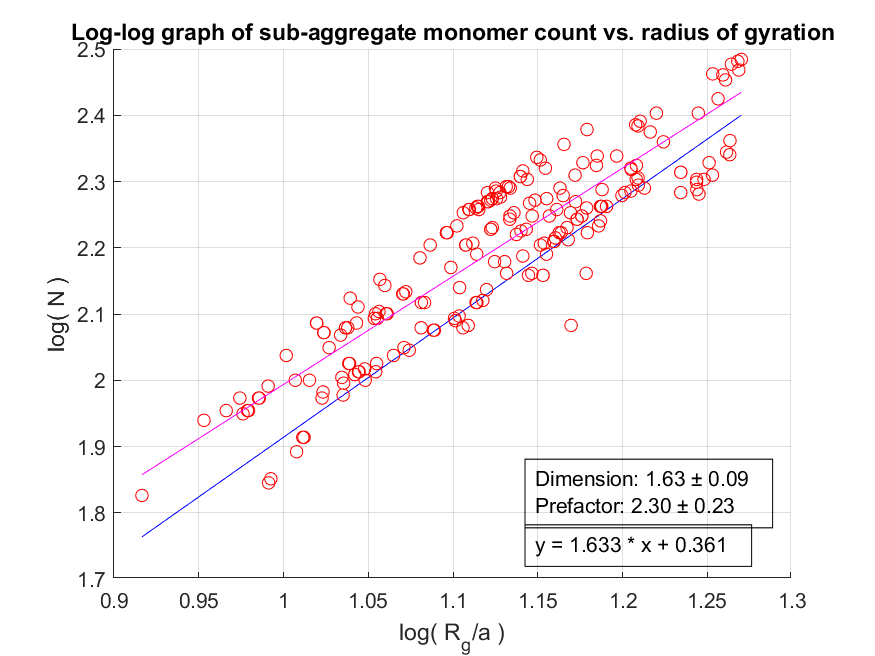 Log-log graph of sub-aggregate monomer count vs. radius of gyration
2.5
2.4
2.3
2.2
2.1
2
1.9
1.8
1.7
log( N )
Dimension: 1.63 ± 0.09
Prefactor: 2.30 ± 0.23
y = 1.633 * x + 0.361
0.9 0.95 1 1.05 1.1 1.15 1.2 1.25 1.3
log( R_g/a )